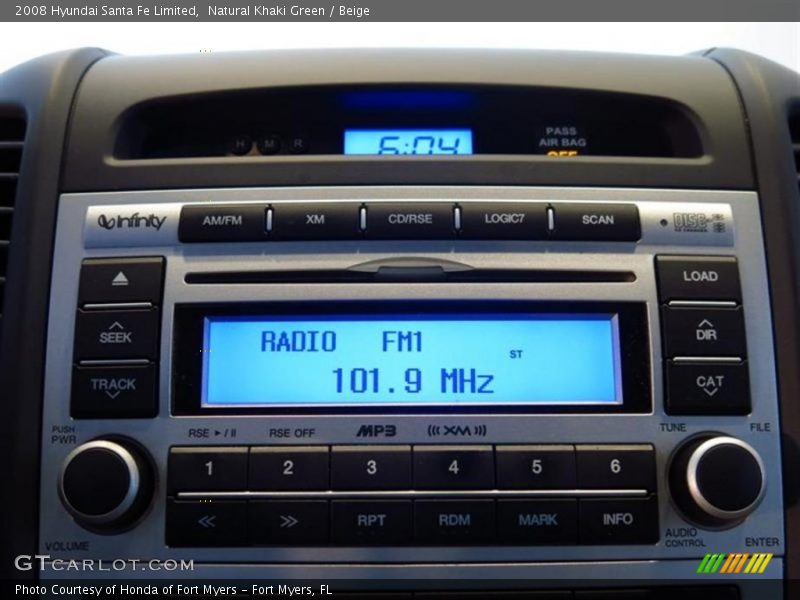 2008 Hyundai Santa Fe Limited, Natural Khaki Green / Beige
H M R
6:04
PASS
AIR BAG
OFF
Infinity
AM/FM XM CD/RSE LOGIC7 SCAN
LOAD
SEEK
DIR
TRACK
CAT
RADIO FM1
ST
101.9 MHz
PUSH
PWR
RSE ►/II RSE OFF MP3 ((( XM )))
TUNE FILE
1 2 3 4 5 6
« » RPT RDM MARK INFO
VOLUME
AUDIO
CONTROL
ENTER
GTCARLOT.COM
Photo Courtesy of Honda of Fort Myers - Fort Myers, FL